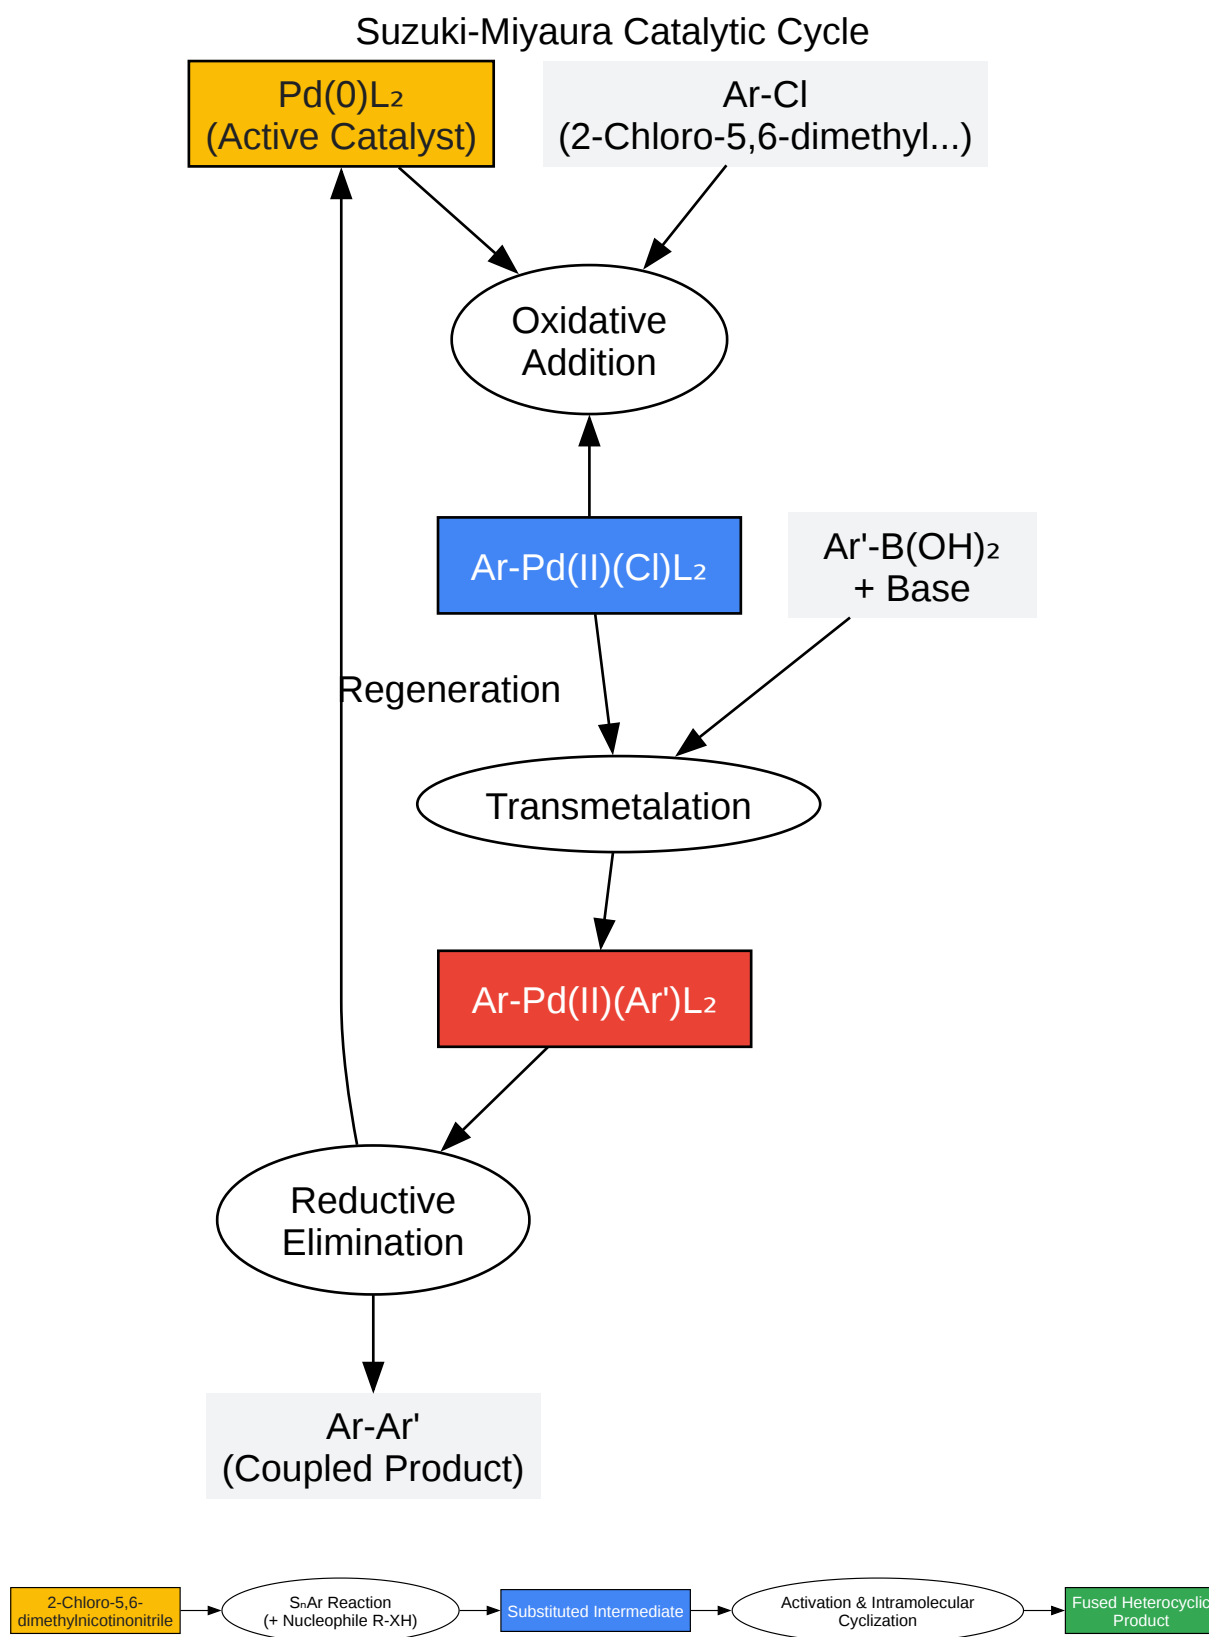 Suzuki-Miyaura Catalytic Cycle
Pd(0)L₂
(Active Catalyst)
Ar-Cl
(2-Chloro-5,6-dimethyl...)
Oxidative
Addition
Ar-Pd(II)(Cl)L₂
Ar'-B(OH)₂
+ Base
Regeneration
Transmetalation
Ar-Pd(II)(Ar')L₂
Reductive
Elimination
Ar-Ar'
(Coupled Product)
2-Chloro-5,6-
dimethylnicotinonitrile
SₙAr Reaction
(+ Nucleophile R-XH)
Substituted Intermediate
Activation & Intramolecular
Cyclization
Fused Heterocyclic
Product